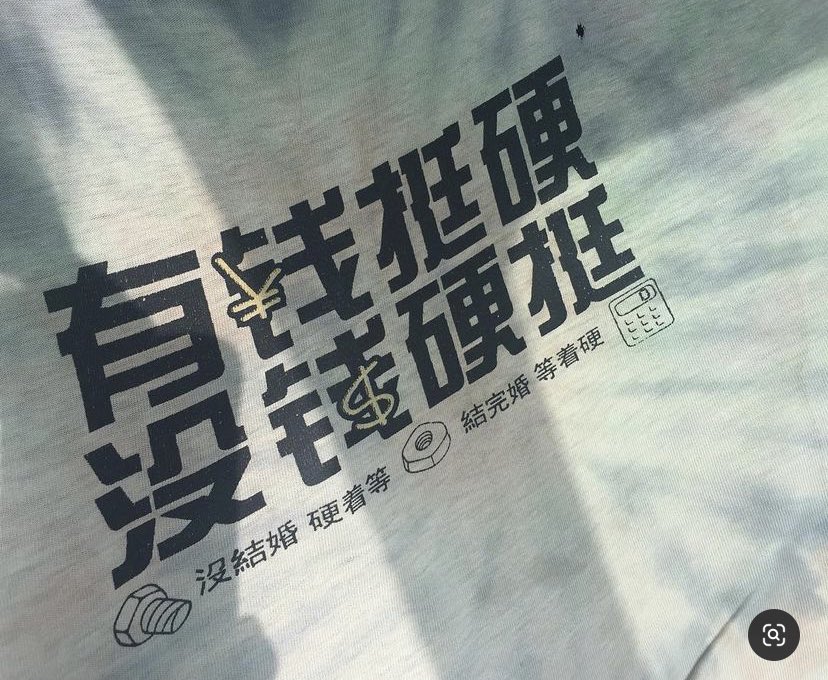 有钱挺硬
没钱硬挺
沒結婚 硬着等
結完婚 等着硬